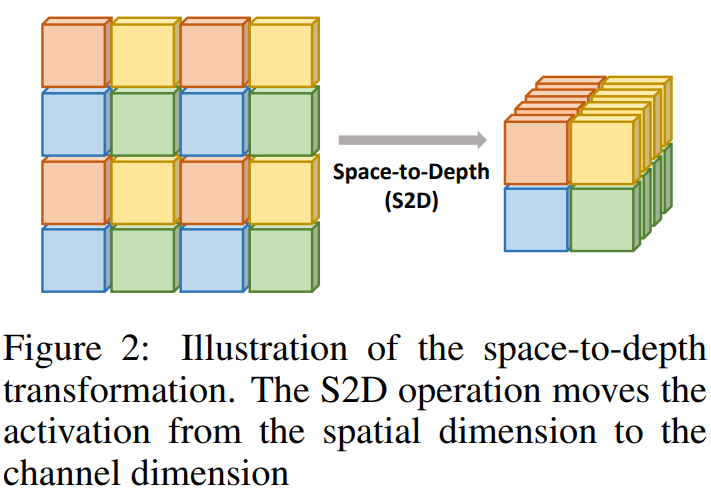 Space-to-Depth
(S2D)
Figure 2: Illustration of the space-to-depth
transformation. The S2D operation moves the
activation from the spatial dimension to the
channel dimension